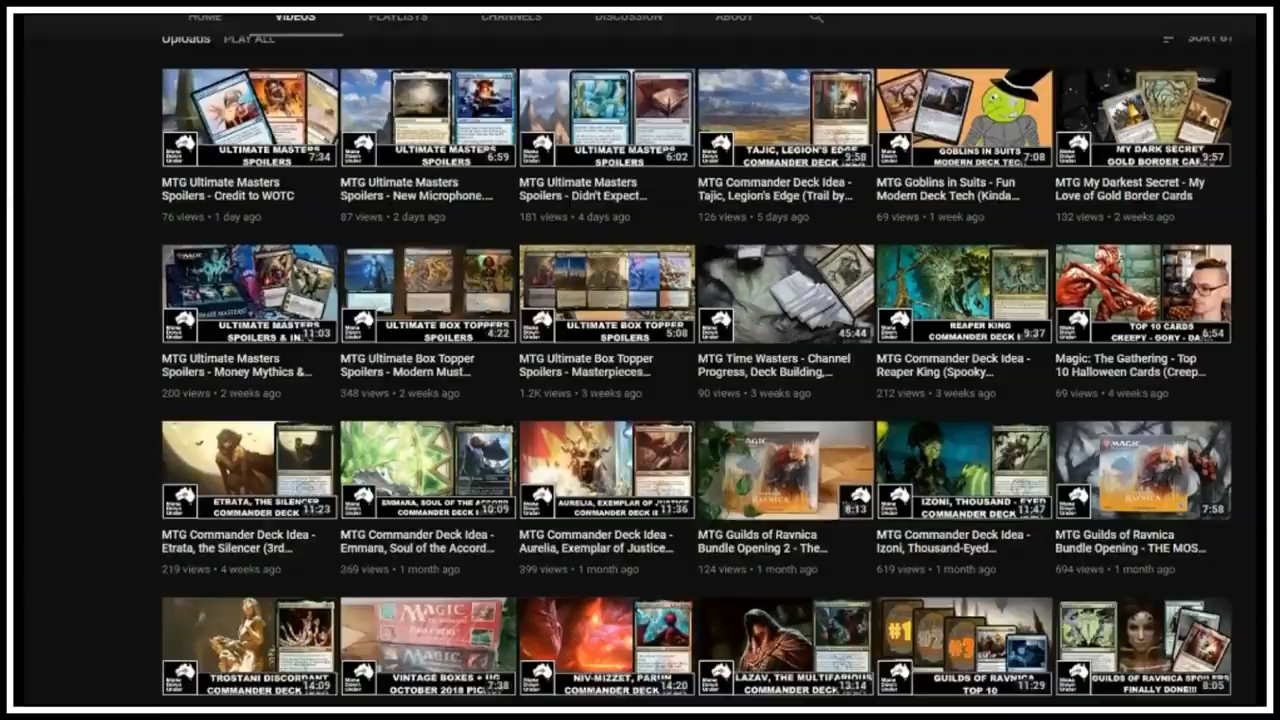 HOME VIDEOS PLAYLISTS CHANNELS DISCUSSION ABOUT
Uploads PLAY ALL SORT BY
ULTIMATE MASTERS
SPOILERS
7:34
ULTIMATE MASTERS
SPOILERS
6:59
ULTIMATE MASTERS
SPOILERS
6:02
TAJIC, LEGION'S EDGE
COMMANDER DECK
9:58
GOBLINS IN SUITS
MODERN DECK TEC
7:08
MY DARK SECRET
GOLD BORDER CAR
9:57
MTG Ultimate Masters
Spoilers - Credit to WOTC
76 views • 1 day ago
MTG Ultimate Masters
Spoilers - New Microphone....
87 views • 2 days ago
MTG Ultimate Masters
Spoilers - Didn't Expect...
181 views • 4 days ago
MTG Commander Deck Idea -
Tajic, Legion's Edge (Trail by...
126 views • 5 days ago
MTG Goblins in Suits - Fun
Modern Deck Tech (Kinda...
69 views • 1 week ago
MTG My Darkest Secret - My
Love of Gold Border Cards
132 views • 2 weeks ago
ULTIMATE MASTERS
SPOILERS & IN
11:03
ULTIMATE BOX TOPPERS
SPOILERS
4:22
ULTIMATE BOX TOPPER
SPOILERS
5:08
45:44
REAPER KING
COMMANDER DECK I
9:37
TOP 10 CARDS
CREEPY - GORY - DA
6:54
MTG Ultimate Masters
Spoilers - Money Mythics &...
200 views • 2 weeks ago
MTG Ultimate Box Topper
Spoilers - Modern Must...
348 views • 2 weeks ago
MTG Ultimate Box Topper
Spoilers - Masterpieces...
1.2K views • 3 weeks ago
MTG Time Wasters - Channel
Progress, Deck Building,...
90 views • 3 weeks ago
MTG Commander Deck Idea -
Reaper King (Spooky...
212 views • 3 weeks ago
Magic: The Gathering - Top
10 Halloween Cards (Creep...
69 views • 4 weeks ago
ETRATA, THE SILENCER
COMMANDER DECK
11:23
EMMARA, SOUL OF THE ACCORD
COMMANDER DECK I
10:09
AURELIA, EXEMPLAR OF JUSTICE
COMMANDER DECK I
11:36
MAGIC
RAVNICA
8:13
IZONI, THOUSAND - EYED
COMMANDER DECK
11:47
MAGIC
RAVNICA
7:58
MTG Commander Deck Idea -
Etrata, the Silencer (3rd...
219 views • 4 weeks ago
MTG Commander Deck Idea -
Emmara, Soul of the Accord...
369 views • 1 month ago
MTG Commander Deck Idea -
Aurelia, Exemplar of Justice...
399 views • 1 month ago
MTG Guilds of Ravnica
Bundle Opening 2 - The...
124 views • 1 month ago
MTG Commander Deck Idea -
Izoni, Thousand-Eyed...
619 views • 1 month ago
MTG Guilds of Ravnica
Bundle Opening - THE MOS...
694 views • 1 month ago
TROSTANI DISCORDANT
COMMANDER DECK
14:09
MAGIC
VINTAGE BOXES + UG
OCTOBER 2018 PIC
7:38
NIV-MIZZET, PARUN
COMMANDER DECK
14:20
LAZAV, THE MULTIFARIOUS
COMMANDER DECK
13:14
#1
#2
#3
GUILDS OF RAVNICA
TOP 10
11:29
GUILDS OF RAVNICA SPOILERS
FINALLY DONE!!!
8:05